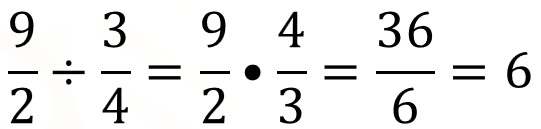 9/2 ÷ 3/4 = 9/2 • 4/3 = 36/6 = 6